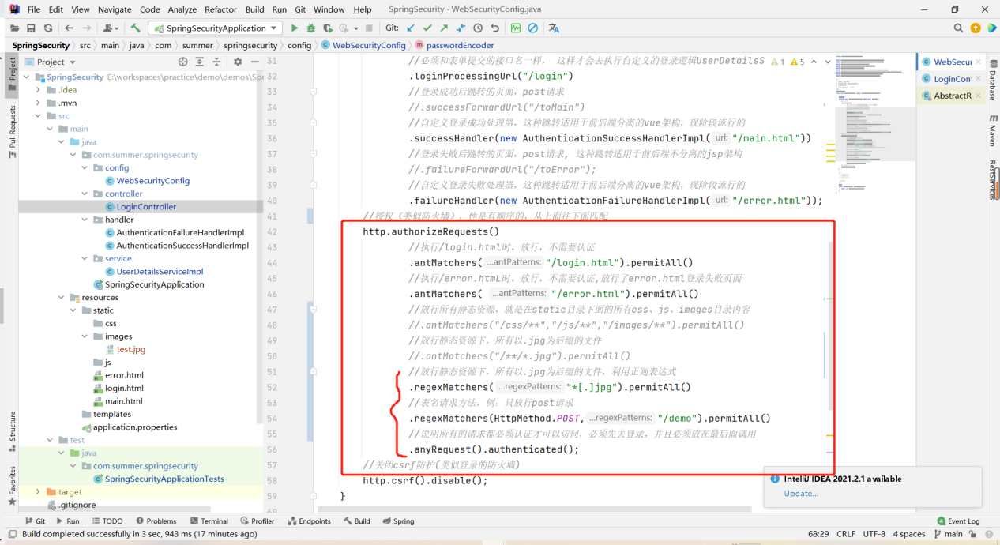 File Edit View Navigate Code Analyze Refactor Build Run Git Window Help SpringSecurity - WebSecurityConfig.java
SpringSecurityApplication Git:
SpringSecurity src main java com summer springsecurity config WebSecurityConfig passwordEncoder
Project
SpringSecurity E:\workspaces\practice\demo\demos\Spr
.idea
.mvn
src
main
java
com.summer.springsecurity
config
WebSecurityConfig
controller
LoginController
handler
AuthenticationFailureHandlerImpl
AuthenticationSuccessHandlerImpl
service
UserDetailsServiceImpl
SpringSecurityApplication
resources
static
css
images
test.jpg
js
error.html
login.html
main.html
templates
application.properties
test
java
com.summer.springsecurity
SpringSecurityApplicationTests
target
.gitignore
Project
Pull Requests
Structure
Favorites
31 //必须和表单提交的接口名一样, 这样才会去执行自定义的登录逻辑UserDetailsS 1 5
32 .loginProcessingUrl("/login")
33 //登录成功后跳转的页面，post请求
34 //.successForwardUrl("/toMain")
35 //自定义登录成功处理器，这种跳转适用于前后端分离的vue架构，现阶段流行的
36 .successHandler(new AuthenticationSuccessHandlerImpl( url: "/main.html"))
37 //登录失败后跳转的页面，post请求, 这种跳转适用于前后端不分离的jsp架构
38 //.failureForwardUrl("/toError");
39 //自定义登录失败处理器，这种跳转适用于前后端分离的vue架构，现阶段流行的
40 .failureHandler(new AuthenticationFailureHandlerImpl( url: "/error.html"));
41 //授权（类似防火墙），他是有顺序的，从上面往下面匹配
42 http.authorizeRequests()
43 //执行/login.html时，放行，不需要认证
44 .antMatchers( ...antPatterns: "/login.html").permitAll()
45 //执行/error.htmL时，放行，不需要认证,放行了error.html登录失败页面
46 .antMatchers( ...antPatterns: "/error.html").permitAll()
47 //放行所有静态资源，就是在static目录下面的所有css、js、images目录内容
48 //.antMatchers("/css/**","/js/**","/images/**").permitAll()
49 //放行静态资源下，所有以.jpg为后缀的文件
50 //.antMatchers("/**/*.jpg").permitAll()
51 //放行静态资源下，所有以.jpg为后缀的文件，利用正则表达式
52 .regexMatchers( ...regexPatterns: "*[.]jpg").permitAll()
53 //表名请求方法，例：只放行post请求
54 .regexMatchers(HttpMethod.POST, ...regexPatterns: "/demo").permitAll()
55 //说明所有的请求都必须认证才可以访问，必须先去登录，并且必须放在最后面调用
56 .anyRequest().authenticated();
57 //关闭csrf防护(类似登录的防火墙)
58 http.csrf().disable();
59 }
60
WebSecur
LoginCon
AbstractR
Database
Maven
RestServices
IntelliJ IDEA 2021.2.1 available
Update...
Git Run TODO Problems Terminal Profiler Endpoints Build Spring 4 Event Log
Build completed successfully in 3 sec, 943 ms (17 minutes ago) 68:29 CRLF UTF-8 4 spaces main